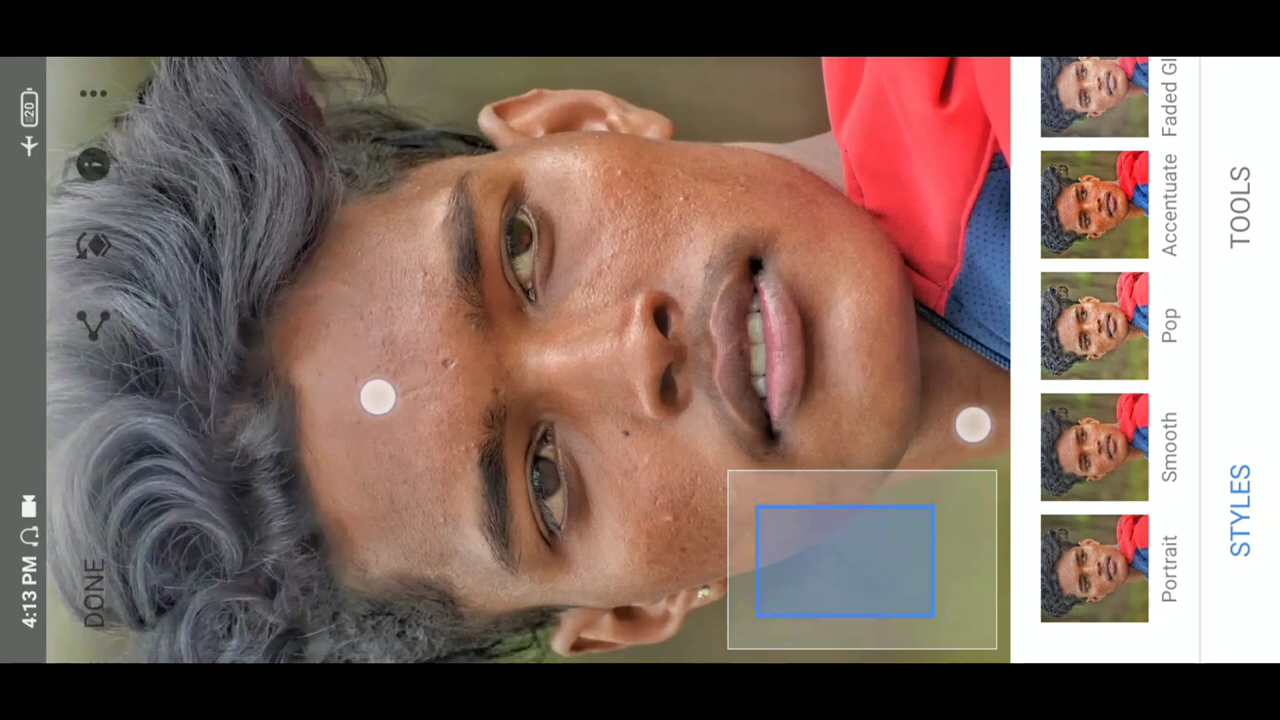 4:13 PM
20
DONE
Portrait
Smooth
Pop
Accentuate
Faded Gl
STYLES
TOOLS